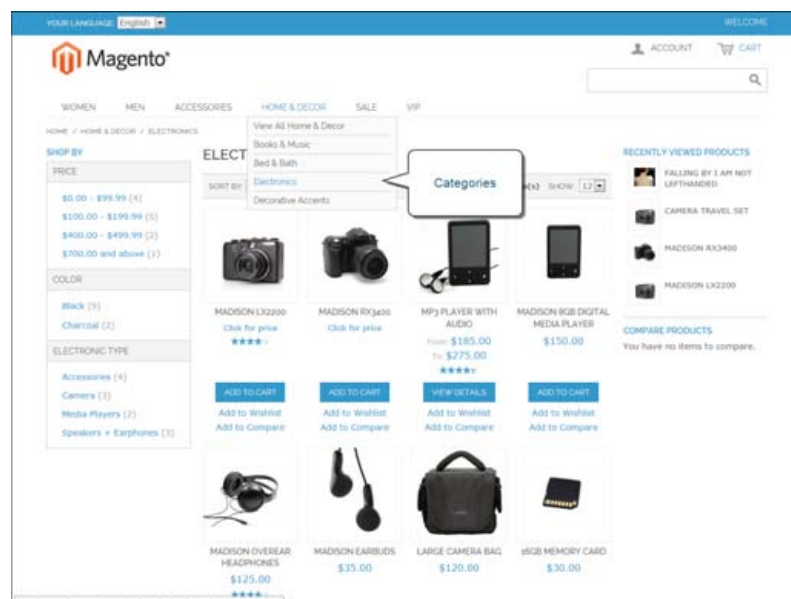 YOUR LANGUAGE: English
WELCOME
Magento
ACCOUNT CART
WOMEN MEN ACCESSORIES HOME & DECOR SALE VIP
HOME / HOME & DECOR / ELECTRONICS
View All Home & Decor
Books & Music
Bed & Bath
Electronics
Decorative Accents
Categories
SHOP BY
PRICE
$0.00 - $99.99 (4)
$100.00 - $199.99 (5)
$400.00 - $499.99 (2)
$700.00 and above (1)
COLOR
Black (9)
Charcoal (2)
ELECTRONIC TYPE
Accessories (4)
Camera (3)
Media Players (2)
Speakers + Earphones (3)
ELECT
SORT BY SHOW 12
MADISON LX2200
Click for price
MADISON RX3400
Click for price
MP3 PLAYER WITH
AUDIO
From: $185.00
To: $275.00
MADISON 8GB DIGITAL
MEDIA PLAYER
$150.00
ADD TO CART ADD TO CART VIEW DETAILS ADD TO CART
Add to Wishlist Add to Wishlist Add to Wishlist Add to Wishlist
Add to Compare Add to Compare Add to Compare Add to Compare
MADISON OVEREAR
HEADPHONES
$125.00
MADISON EARBUDS
$35.00
LARGE CAMERA BAG
$120.00
16GB MEMORY CARD
$30.00
RECENTLY VIEWED PRODUCTS
FALLING BY I AM NOT
LEFTHANDED
CAMERA TRAVEL SET
MADISON RX3400
MADISON LX2200
COMPARE PRODUCTS
You have no items to compare.